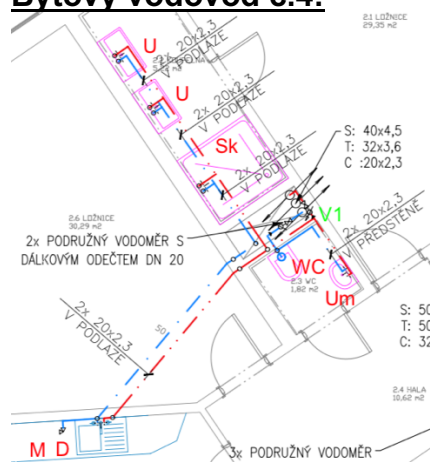 Bytový vodovod č.4:
2.1 LOŽNICE
29,35 m2
U
2x 20x2,3
V PODLAZE
U
2x 20x2,3
V PODLAZE
Sk
2x 20x2,3
V PODLAZE
S: 40x4,5
T: 32x3,6
C :20x2,3
V1
2x 20x2,3
V PŘEDSTĚNĚ
2.6 LOŽNICE
30,29 m2
2x PODRUŽNÝ VODOMĚR S
DÁLKOVÝM ODEČTEM DN 20
WC
2.3 WC
1,82 m2
Um
2x 20x2,3
V PODLAZE
50
S: 50
T: 50
C: 32
2.4 HALA
10,62 m2
M D
3x PODRUŽNÝ VODOMĚR